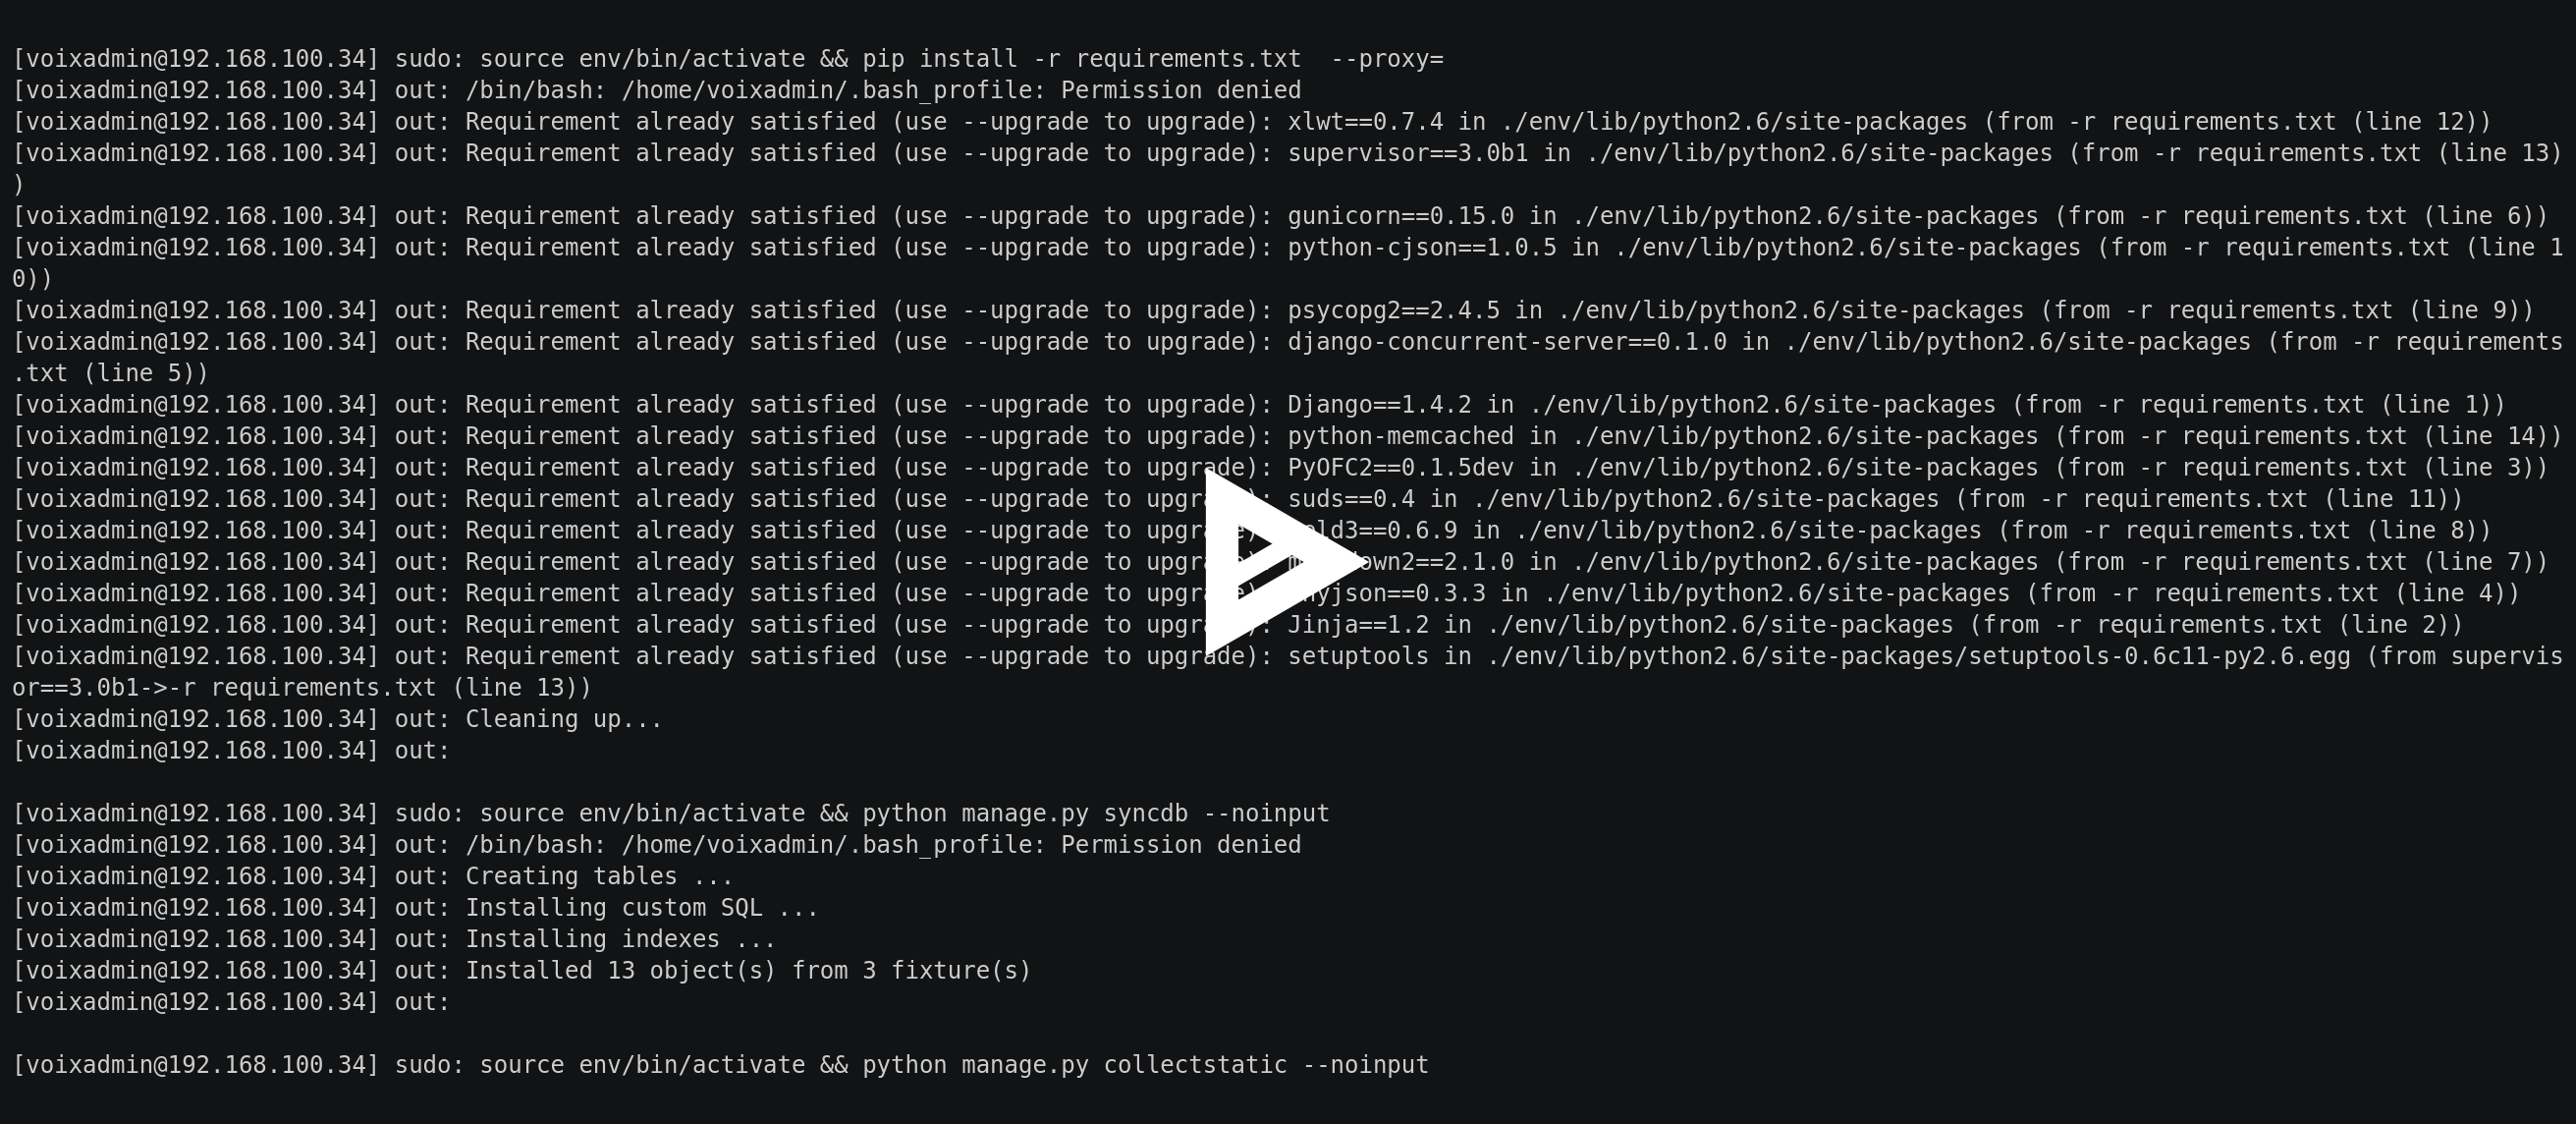 [voixadmin@192.168.100.34] sudo: source env/bin/activate && pip install -r requirements.txt  --proxy=
[voixadmin@192.168.100.34] out: /bin/bash: /home/voixadmin/.bash_profile: Permission denied
[voixadmin@192.168.100.34] out: Requirement already satisfied (use --upgrade to upgrade): xlwt==0.7.4 in ./env/lib/python2.6/site-packages (from -r requirements.txt (line 12))
[voixadmin@192.168.100.34] out: Requirement already satisfied (use --upgrade to upgrade): supervisor==3.0b1 in ./env/lib/python2.6/site-packages (from -r requirements.txt (line 13)
)
[voixadmin@192.168.100.34] out: Requirement already satisfied (use --upgrade to upgrade): gunicorn==0.15.0 in ./env/lib/python2.6/site-packages (from -r requirements.txt (line 6))
[voixadmin@192.168.100.34] out: Requirement already satisfied (use --upgrade to upgrade): python-cjson==1.0.5 in ./env/lib/python2.6/site-packages (from -r requirements.txt (line 1
0))
[voixadmin@192.168.100.34] out: Requirement already satisfied (use --upgrade to upgrade): psycopg2==2.4.5 in ./env/lib/python2.6/site-packages (from -r requirements.txt (line 9))
[voixadmin@192.168.100.34] out: Requirement already satisfied (use --upgrade to upgrade): django-concurrent-server==0.1.0 in ./env/lib/python2.6/site-packages (from -r requirements
.txt (line 5))
[voixadmin@192.168.100.34] out: Requirement already satisfied (use --upgrade to upgrade): Django==1.4.2 in ./env/lib/python2.6/site-packages (from -r requirements.txt (line 1))
[voixadmin@192.168.100.34] out: Requirement already satisfied (use --upgrade to upgrade): python-memcached in ./env/lib/python2.6/site-packages (from -r requirements.txt (line 14))
[voixadmin@192.168.100.34] out: Requirement already satisfied (use --upgrade to upgrade): PyOFC2==0.1.5dev in ./env/lib/python2.6/site-packages (from -r requirements.txt (line 3))
[voixadmin@192.168.100.34] out: Requirement already satisfied (use --upgrade to suds==0.4 in ./env/lib/python2.6/site-packages (from -r requirements.txt (line 11))
[voixadmin@192.168.100.34] out: Requirement already satisfied (use --upgrade to in ./env/lib/python2.6/site-packages (from -r requirements.txt (line 8))
[voixadmin@192.168.100.34] out: Requirement already satisfied (use --upgrade to in ./env/lib/python2.6/site-packages (from -r requirements.txt (line 7))
[voixadmin@192.168.100.34] out: Requirement already satisfied (use --upgrade to in ./env/lib/python2.6/site-packages (from -r requirements.txt (line 4))
[voixadmin@192.168.100.34] out: Requirement already satisfied (use --upgrade to Jinja==1.2 in ./env/lib/python2.6/site-packages (from -r requirements.txt (line 2))
[voixadmin@192.168.100.34] out: Requirement already satisfied (use --upgrade to upgrade): setuptools in ./env/lib/python2.6/site-packages/setuptools-0.6c11-py2.6.egg (from supervis
or==3.0b1->-r requirements.txt (line 13))
[voixadmin@192.168.100.34] out: Cleaning up...
[voixadmin@192.168.100.34] out:
[voixadmin@192.168.100.34] sudo: source env/bin/activate && python manage.py syncdb --noinput
[voixadmin@192.168.100.34] out: /bin/bash: /home/voixadmin/.bash_profile: Permission denied
[voixadmin@192.168.100.34] out: Creating tables ...
[voixadmin@192.168.100.34] out: Installing custom SQL ...
[voixadmin@192.168.100.34] out: Installing indexes ...
[voixadmin@192.168.100.34] out: Installed 13 object(s) from 3 fixture(s)
[voixadmin@192.168.100.34] out:
[voixadmin@192.168.100.34] sudo: source env/bin/activate && python manage.py collectstatic --noinput